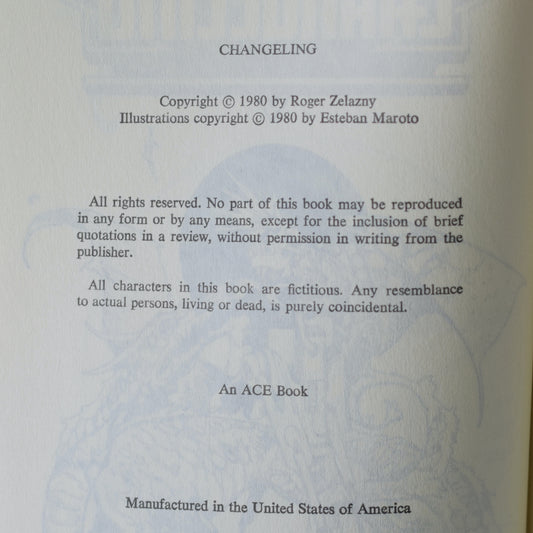 CHANGELING
Copyright © 1980 by Roger Zelazny
Illustrations copyright © 1980 by Esteban Maroto
All rights reserved. No part of this book may be reproduced
in any form or by any means, except for the inclusion of brief
quotations in a review, without permission in writing from the
publisher.
All characters in this book are fictitious. Any resemblance
to actual persons, living or dead, is purely coincidental.
An ACE Book
Manufactured in the United States of America